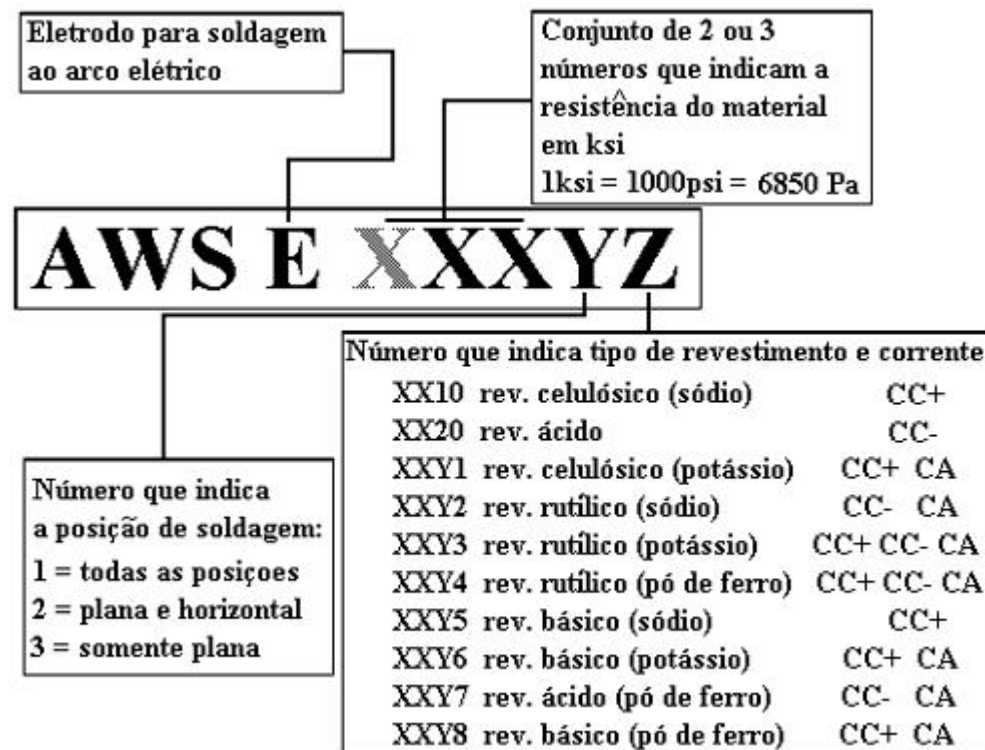 Eletrodo para soldagem
ao arco elétrico
Conjunto de 2 ou 3
números que indicam a
resistência do material
em ksi
1ksi = 1000psi = 6850 Pa
AWS E XXXYZ
Número que indica
a posição de soldagem:
1 = todas as posiçoes
2 = plana e horizontal
3 = somente plana
Número que indica tipo de revestimento e corrente
XX10 rev. celulósico (sódio) CC+
XX20 rev. ácido CC-
XXY1 rev. celulósico (potássio) CC+ CA
XXY2 rev. rutílico (sódio) CC- CA
XXY3 rev. rutílico (potássio) CC+ CC- CA
XXY4 rev. rutílico (pó de ferro) CC+ CC- CA
XXY5 rev. básico (sódio) CC+
XXY6 rev. básico (potássio) CC+ CA
XXY7 rev. ácido (pó de ferro) CC- CA
XXY8 rev. básico (pó de ferro) CC+ CA